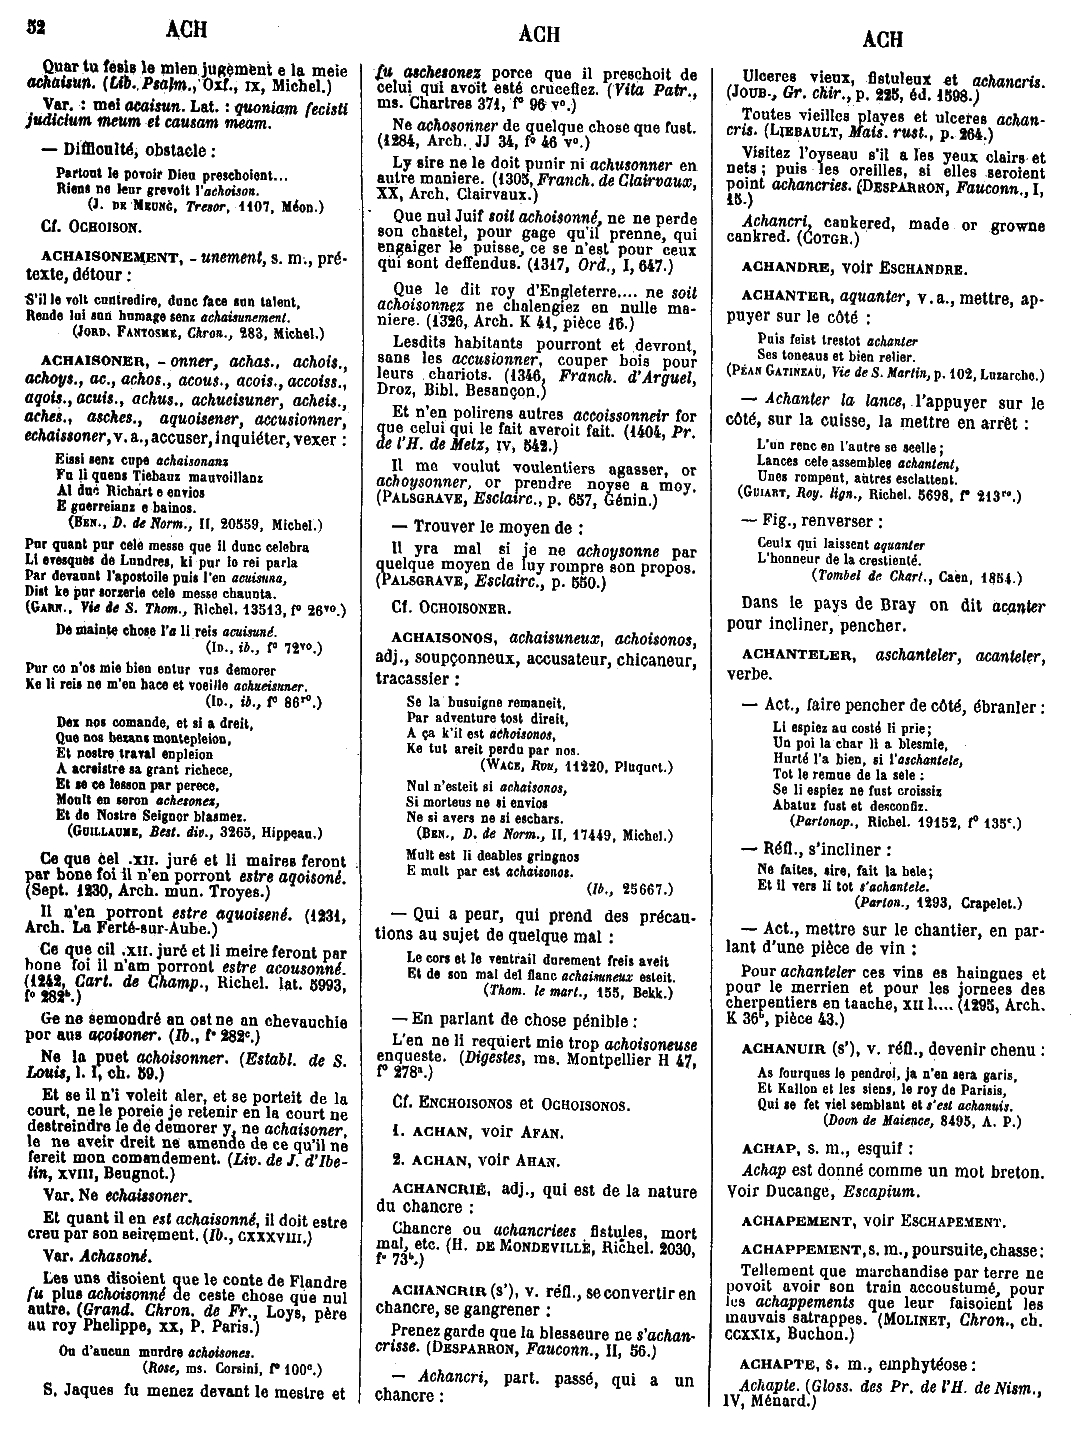 52 ACH
Quar tu fesis le mien jugement e la meie
achaisun. (Lib. Psalm., Oxf., IX, Michel.)
Var. : mei acaisun. Lat. : quoniam fecisti
judicium meum et causam meam.
— Difficulté, obstacle :
Partout le povoir Dieu preschoient...
Riens ne leur grevoit l'achoison.
(J. DE MEUNG, Tresor, 1107, Méon.)
Cf. OCHOISON.
ACHAISONEMENT, - unement, s. m., pré-
texte, détour :
S'il le volt cuntredire, dunc face sun talent,
Rende lui sun humage senz achaisunement.
(JORD. FANTOSME, Chron., 283, Michel.)
ACHAISONER, - onner, achas., achois.,
achoys., ac., achos., acous., acois., accoiss.,
aqois., acuis., achus., achueisuner, acheis.,
aches., asches., aquoisener, accusionner,
echaissoner, v. a., accuser, inquiéter, vexer :
Eissi senz cupe achaisonanz
Fu li quens Tiebauz mauvoillanz
Al duc Richart e envios
E guerreianz e hainos.
(BEN., D. de Norm., II, 20559, Michel.)
Pur quant pur cele messe que il dunc celebra
Li evesques de Lundres, ki pur lo rei parla
Par devaunt l'apostoile puis l'en acuisuna,
Dist ke pur sorzerie cele messe chaunta.
(GARN., Vie de S. Thom., Richel. 13513, f° 26vo.)
De mainte chose l'a li reis acuisuné.
(ID., ib., f° 72vo.)
Pur co n'os mie bien entur vus demorer
Ke li reis ne m'en hace et voeille achueisuner.
(ID., ib., f° 86ro.)
Dex nos comande, et si a dreit,
Que nos bezans montepleion,
Et nostre traval enpleion
A acreistre sa grant richece,
Et se ce lesson par perece,
Moult en seron achesonez,
Et de Nostre Seignor blasmez.
(GUILLAUME, Best. div., 3265, Hippeau.)
Ce que cel .XII. juré et li maires feront
par bone foi il n'en porront estre aqoisoné.
(Sept. 1230, Arch. mun. Troyes.)
Il n'en porront estre aquoisené. (1231,
Arch. La Ferté-sur-Aube.)
Ce que cil .XII. juré et li meire feront par
bone foi il n'am porront estre acousonné.
(1242, Cart. de Champ., Richel. lat. 5993,
f° 282b.)
Ge ne semondré an ost ne an chevauchie
por aus acoisoner. (Ib., f° 282c.)
Ne la puet achoisonner. (Establ. de S.
Louis, l. I, ch. 59.)
Et se il n'i voleit aler, et se porteit de la
court, ne le poreie je retenir en la court ne
destreindre le de demorer y, ne achaisoner,
le ne aveir dreit ne amende de ce qu'il ne
fereit mon comandement. (Liv. de J. d'Ibe-
lin, XVIII, Beugnot.)
Var. Ne echaissoner.
Et quant il en est achaisonné, il doit estre
creu par son seirement. (Ib., CXXXVIII.)
Var. Achasoné.
Les uns disoient que le conte de Flandre
fu plus achoisonné de ceste chose que nul
autre. (Grand. Chron. de Fr., Loys, père
au roy Phelippe, XX, P. Paris.)
Ou d'aucun murdre achoisones.
(Rose, ms. Corsini, f° 100a.)
S. Jaques fu menez devant le mestre et
ACH
fu aschesonez porce que il preschoit de
celui qui avoit esté crucefiez. (Vita Patr.,
ms. Chartres 371, f° 96 vo.)
Ne achosonner de quelque chose que fust.
(1284, Arch. JJ 34, f° 46 vo.)
Ly sire ne le doit punir ni achusonner en
autre maniere. (1305, Franch. de Clairvaux,
XX, Arch. Clairvaux.)
Que nul Juif soit achoisonné, ne ne perde
son chastel, pour gage qu'il prenne, qui
engaiger le puisse, ce se n'est pour ceux
qui sont deffendus. (1317, Ord., I, 647.)
Que le dit roy d'Engleterre.... ne soit
achoisonnez ne chalengiez en nulle ma-
niere. (1326, Arch. K 41, pièce 15.)
Lesdits habitants pourront et devront,
sans les accusionner, couper bois pour
leurs chariots. (1346, Franch. d'Arguel,
Droz, Bibl. Besançon.)
Et n'en polirens autres accoissonneir for
que celui qui le fait averoit fait. (1404, Pr.
de l'H. de Metz, IV, 542.)
Il me voulut voulentiers agasser, or
achoysonner, or prendre noyse a moy.
(PALSGRAVE, Esclairc., p. 657, Génin.)
— Trouver le moyen de :
Il yra mal si je ne achoysonne par
quelque moyen de luy rompre son propos.
(PALSGRAVE, Esclairc., p. 550.)
Cf. OCHOISONER.
ACHAISONOS, achaisuneux, achoisonos,
adj., soupçonneux, accusateur, chicaneur,
tracassier :
Se la busuigne remaneit,
Par adventure tost direit,
A ça k'il est achoisonos,
Ke tut areit perdu par nos.
(WACE, Rou, 11220, Pluquet.)
Nul n'esteit si achaisonos,
Si morteus ne si envios
Ne si avers ne si eschars.
(BEN., D. de Norm., II, 17449, Michel.)
Mult est li deables gringnos
E mult par est achaisonos.
(Ib., 25667.)
— Qui a peur, qui prend des précau-
tions au sujet de quelque mal :
Le cors et le ventrail durement freis aveit
Et de son mal del flanc achaisuneux esteit.
(Thom. le mart., 155, Bekk.)
— En parlant de chose pénible :
L'en ne li requiert mie trop achoisoneuse
enqueste. (Digestes, ms. Montpellier H 47,
f° 278a.)
Cf. ENCHOISONOS et OCHOISONOS.
1. ACHAN, voir AFAN.
2. ACHAN, voir AHAN.
ACHANCRIÉ, adj., qui est de la nature
du chancre :
Chancre ou achancriees fistules, mort
mal, etc. (H. DE MONDEVILLE, Richel. 2030,
f° 73b.)
ACHANCRIR (S'), v. réfl., se convertir en
chancre, se gangrener :
Prenez garde que la blesseure ne s'achan-
crisse. (DESPARRON, Fauconn., II, 56.)
— Achancri, part. passé, qui a un
chancre :
ACH
Ulceres vieux, fistuleux et achancris.
(JOUB., Gr. chir., p. 225, éd. 1598.)
Toutes vieilles playes et ulceres achan-
cris. (LIEBAULT, Mais. rust., p. 264.)
Visitez l'oyseau s'il a les yeux clairs et
nets ; puis les oreilles, si elles seroient
point achancries. (DESPARRON, Fauconn., I,
15.)
Achancri, cankered, made or growne
cankred. (COTGR.)
ACHANDRE, voir ESCHANDRE.
ACHANTER, aquanter, v. a., mettre, ap-
puyer sur le côté :
Puis feist trestot achanter
Ses toneaus et bien relier.
(PÉAN GATINEAU, Vie de S. Martin, p. 102, Luzarche.)
— Achanter la lance, l'appuyer sur le
côté, sur la cuisse, la mettre en arrêt :
L'un renc en l'autre se seelle ;
Lances cele assemblee achantent,
Unes rompent, autres esclattent.
(GUIART, Roy. lign., Richel. 5698, f° 213ro.)
— Fig., renverser :
Ceulx qui laissent aquanter
L'honneur de la crestienté.
(Tombel de Chart., Caen, 1854.)
Dans le pays de Bray on dit acanter
pour incliner, pencher.
ACHANTELER, aschanteler, acanteler,
verbe.
— Act., faire pencher de côté, ébranler :
Li espiez au costé li prie ;
Un poi la char li a blesmie,
Hurté l'a bien, si l'aschantele,
Tot le remue de la sele :
Se li espiez ne fust croissiz
Abatuz fust et desconfiz.
(Partonop., Richel. 19152, f° 135c.)
— Réfl., s'incliner :
Ne faites, sire, fait la bele ;
Et il vers li tot s'achantele.
(Parton., 1293, Crapelet.)
— Act., mettre sur le chantier, en par-
lant d'une pièce de vin :
Pour achanteler ces vins es haingues et
pour le merrien et pour les jornees des
cherpentiers en taache, XII l.... (1295, Arch.
K 36b, pièce 43.)
ACHANUIR (S'), v. réfl., devenir chenu :
As fourques le pendroi, ja n'en sera garis,
Et Kallon et les siens, le roy de Parisis,
Qui se fet viel semblant et s'est achanuis.
(Doon de Maience, 8495, A. P.)
ACHAP, s. m., esquif :
Achap est donné comme un mot breton.
Voir Ducange, Escapium.
ACHAPEMENT, voir ESCHAPEMENT.
ACHAPPEMENT, s. m., poursuite, chasse :
Tellement que marchandise par terre ne
povoit avoir son train accoustumé, pour
les achappements que leur faisoient les
mauvais satrappes. (MOLINET, Chron., ch.
CCXXIX, Buchon.)
ACHAPTE, s. m., emphytéose :
Achapte. (Gloss. des Pr. de l'H. de Nism.,
IV, Ménard.)